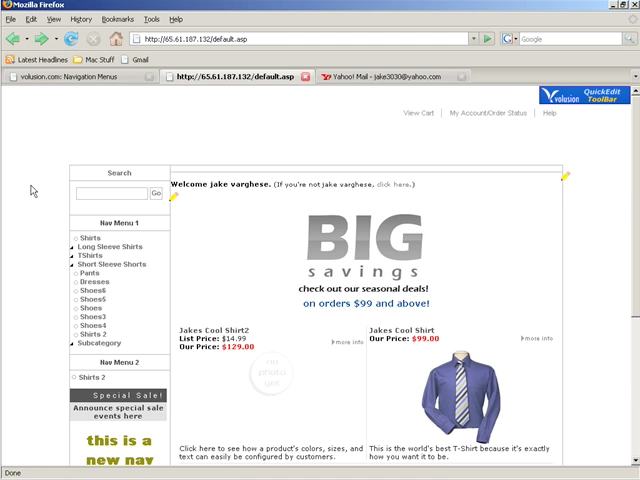 Mozilla Firefox
File Edit View History Bookmarks Tools Help
http://65.61.187.132/default.asp
Google
Latest Headlines Mac Stuff Gmail
volusion.com: Navigation Menus
http://65.61.187.132/default.asp
Yahoo! Mail - jake3030@yahoo.com
volusion QuickEdit ToolBar
View Cart | My Account/Order Status | Help
Search
Go
Welcome jake varghese. (If you're not jake varghese, click here.)
Nav Menu 1
Shirts
Long Sleeve Shirts
TShirts
Short Sleeve Shorts
Pants
Dresses
Shoes6
Shoes5
Shoes
Shoes3
Shoes4
Shirts 2
Subcategory
Nav Menu 2
Shirts 2
Special Sale!
Announce special sale
events here
this is a
new nav
BIG
savings
check out our seasonal deals!
on orders $99 and above!
Jakes Cool Shirt2
List Price: $14.99
Our Price: $129.00
more info
no
photo
yet
Click here to see how a product's colors, sizes, and
text can easily be configured by customers.
Jakes Cool Shirt
Our Price: $99.00
more info
This is the world's best T-Shirt because it's exactly
how you want it to be.
Done